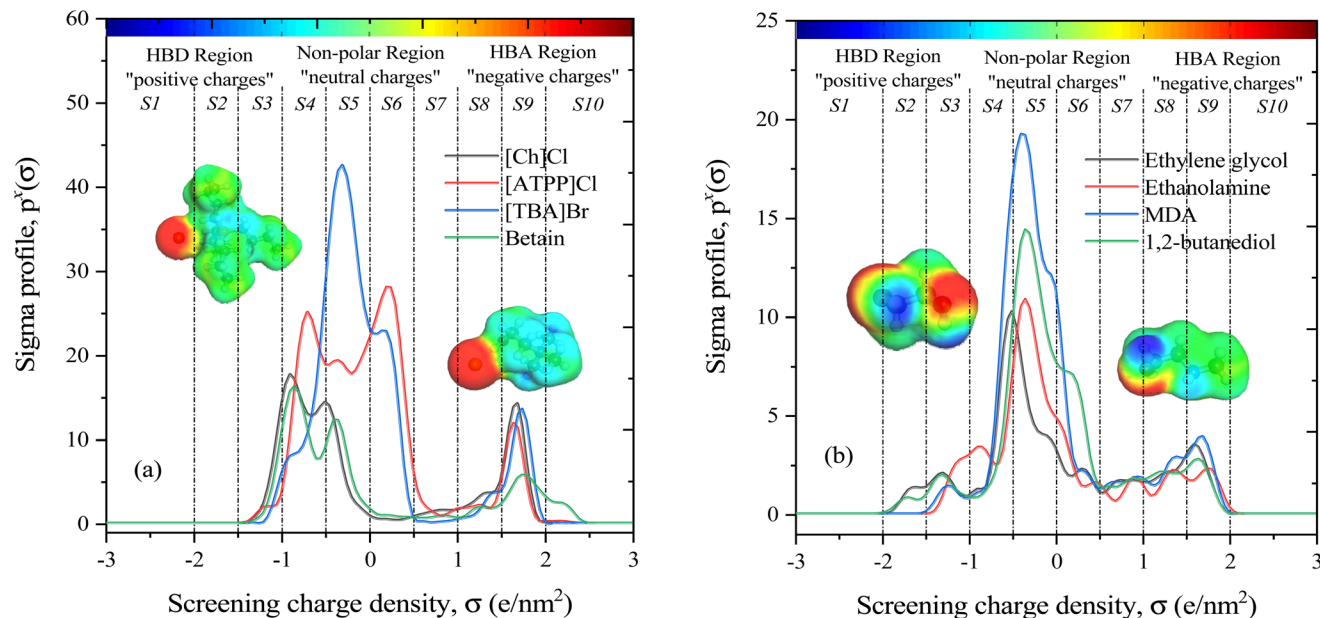 60
50
40
30
20
10
0
Sigma profile, pˣ(σ)
HBD Region
"positive charges"
Non-polar Region
"neutral charges"
HBA Region
"negative charges"
S1 S2 S3 S4 S5 S6 S7 S8 S9 S10
[Ch]Cl
[ATPP]Cl
[TBA]Br
Betain
(a)
-3 -2 -1 0 1 2 3
Screening charge density, σ (e/nm²)
25
20
15
10
5
0
Sigma profile, pˣ(σ)
HBD Region
"positive charges"
Non-polar Region
"neutral charges"
HBA Region
"negative charges"
S1 S2 S3 S4 S5 S6 S7 S8 S9 S10
Ethylene glycol
Ethanolamine
MDA
1,2-butanediol
(b)
-3 -2 -1 0 1 2 3
Screening charge density, σ (e/nm²)